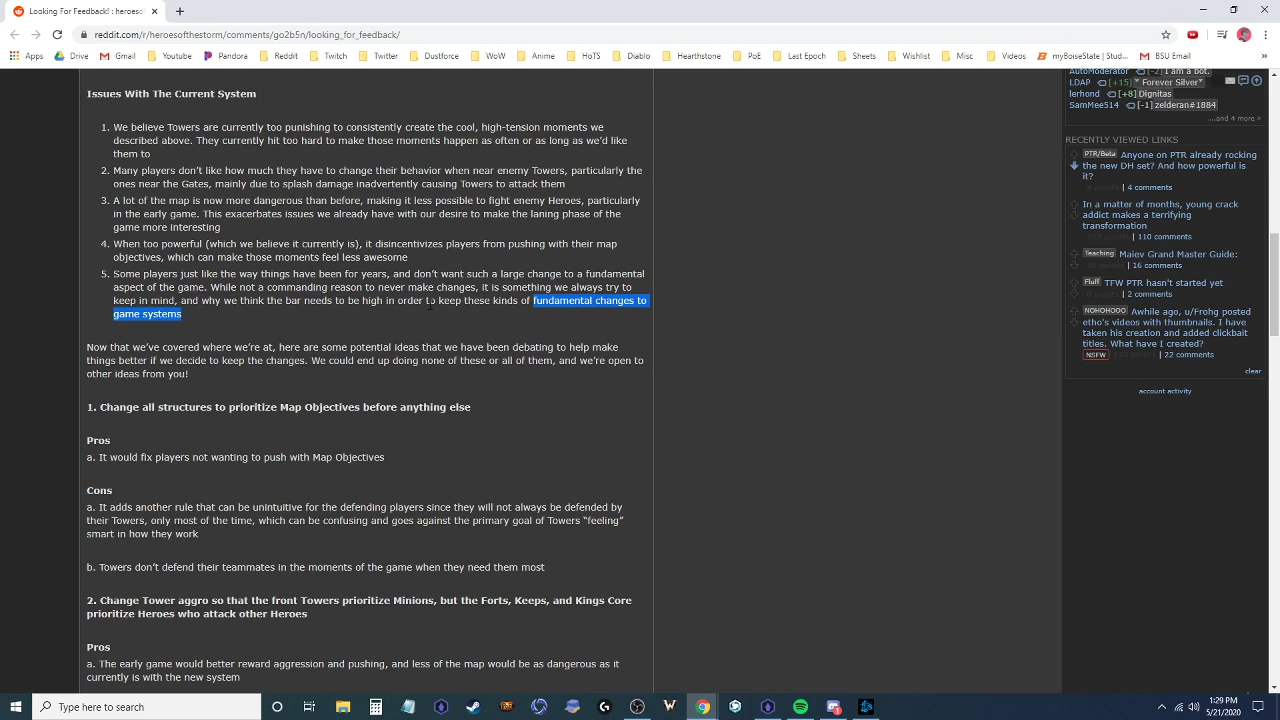 Looking For Feedback! : heroesof
reddit.com/r/heroesofthestorm/comments/go2b5n/looking_for_feedback/
Apps Drive Gmail Youtube Pandora Reddit Twitch Twitter Dustforce WoW Anime HoTS Diablo Hearthstone PoE Last Epoch Sheets Wishlist Misc Videos myBoiseState | Stud... BSU Email »
Issues With The Current System
1. We believe Towers are currently too punishing to consistently create the cool, high-tension moments we
described above. They currently hit too hard to make those moments happen as often or as long as we'd like
them to
2. Many players don't like how much they have to change their behavior when near enemy Towers, particularly the
ones near the Gates, mainly due to splash damage inadvertently causing Towers to attack them
3. A lot of the map is now more dangerous than before, making it less possible to fight enemy Heroes, particularly
in the early game. This exacerbates issues we already have with our desire to make the laning phase of the
game more interesting
4. When too powerful (which we believe it currently is), it disincentivizes players from pushing with their map
objectives, which can make those moments feel less awesome
5. Some players just like the way things have been for years, and don't want such a large change to a fundamental
aspect of the game. While not a commanding reason to never make changes, it is something we always try to
keep in mind, and why we think the bar needs to be high in order to keep these kinds of fundamental changes to
game systems
Now that we've covered where we're at, here are some potential ideas that we have been debating to help make
things better if we decide to keep the changes. We could end up doing none of these or all of them, and we're open to
other ideas from you!
1. Change all structures to prioritize Map Objectives before anything else
Pros
a. It would fix players not wanting to push with Map Objectives
Cons
a. It adds another rule that can be unintuitive for the defending players since they will not always be defended by
their Towers, only most of the time, which can be confusing and goes against the primary goal of Towers “feeling”
smart in how they work
b. Towers don't defend their teammates in the moments of the game when they need them most
2. Change Tower aggro so that the front Towers prioritize Minions, but the Forts, Keeps, and Kings Core
prioritize Heroes who attack other Heroes
Pros
a. The early game would better reward aggression and pushing, and less of the map would be as dangerous as it
currently is with the new system
AutoModerator [-2] I am a bot.
LDAP [+15] * Forever Silver*
lerhond [+8] Dignitas
SamMee514 [-1] zelderan#1884
...and 4 more »
RECENTLY VIEWED LINKS
PTR/Beta Anyone on PTR already rocking
the new DH set? And how powerful is
it?
4 comments
In a matter of months, young crack
addict makes a terrifying
transformation
110 comments
Teaching Maiev Grand Master Guide:
16 comments
Fluff TFW PTR hasn't started yet
2 comments
NOHOHOOO Awhile ago, u/Frohg posted
etho's videos with thumbnails. I have
taken his creation and added clickbait
titles. What have I created?
NSFW 22 comments
clear
account activity
Type here to search
1:29 PM
5/21/2020